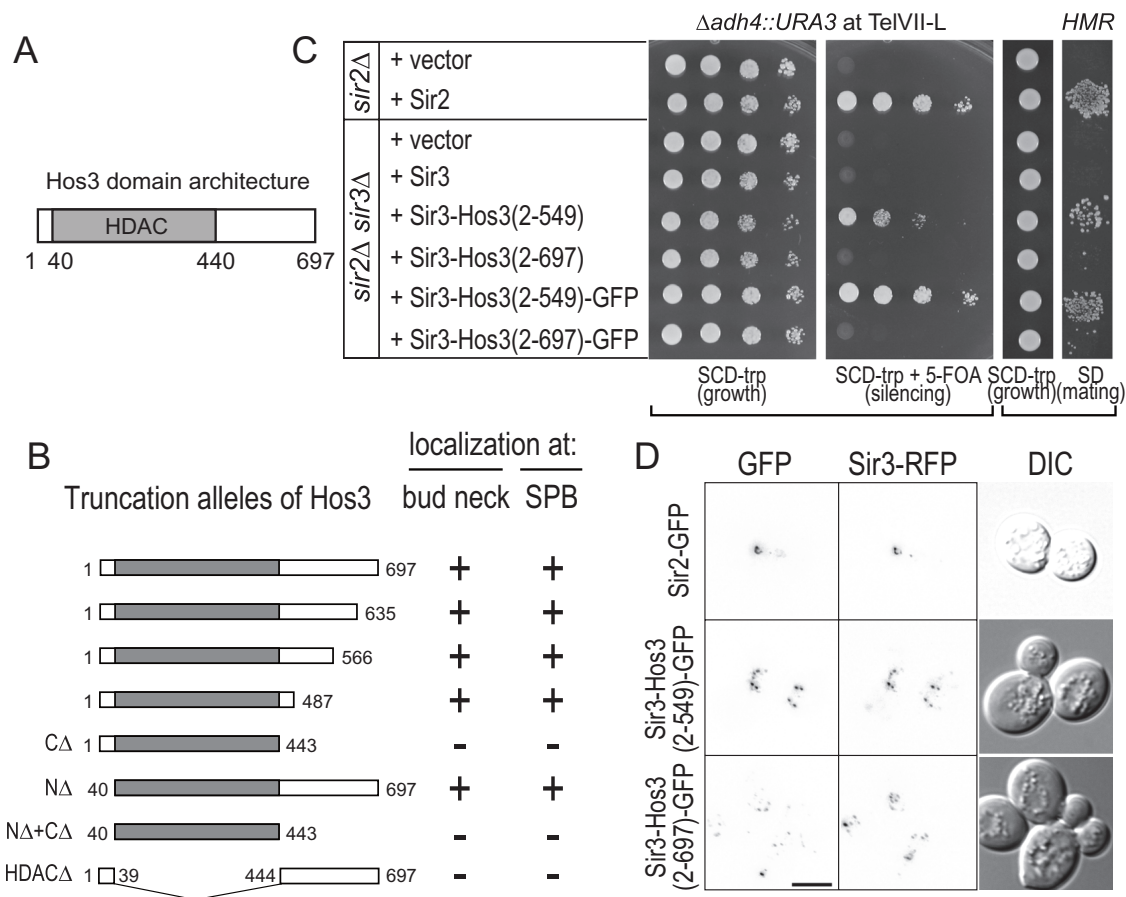 A
Hos3 domain architecture
HDAC
1 40 440 697
C
Δadh4::URA3 at TelVII-L HMR
sir2Δ
+ vector
+ Sir2
sir2Δ sir3Δ
+ vector
+ Sir3
+ Sir3-Hos3(2-549)
+ Sir3-Hos3(2-697)
+ Sir3-Hos3(2-549)-GFP
+ Sir3-Hos3(2-697)-GFP
SCD-trp
(growth)
SCD-trp + 5-FOA
(silencing)
SCD-trp
(growth)
SD
(mating)
B
localization at:
Truncation alleles of Hos3 bud neck SPB
1 697 + +
1 635 + +
1 566 + +
1 487 + +
CΔ 1 443 - -
NΔ 40 697 + +
NΔ+CΔ 40 443 - -
HDACΔ 1 39 444 697 - -
D
GFP Sir3-RFP DIC
Sir2-GFP
Sir3-Hos3
(2-549)-GFP
Sir3-Hos3
(2-697)-GFP